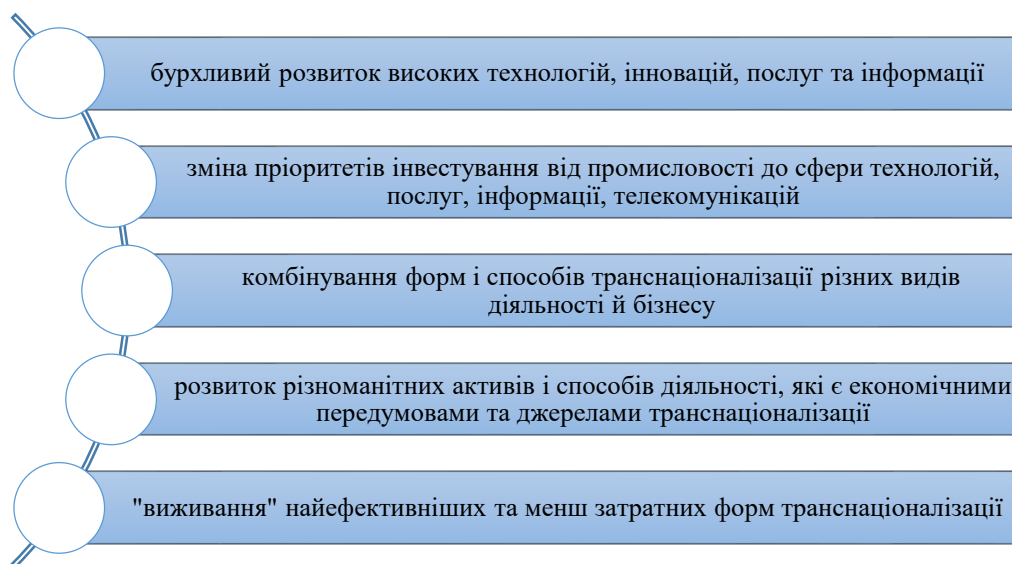 бурхливий розвиток високих технологій, інновацій, послуг та інформації
зміна пріоритетів інвестування від промисловості до сфери технологій,
послуг, інформації, телекомунікацій
комбінування форм і способів транснаціоналізації різних видів
діяльності й бізнесу
розвиток різноманітних активів і способів діяльності, які є економічними
передумовами та джерелами транснаціоналізації
"виживання" найефективніших та менш затратних форм транснаціоналізації